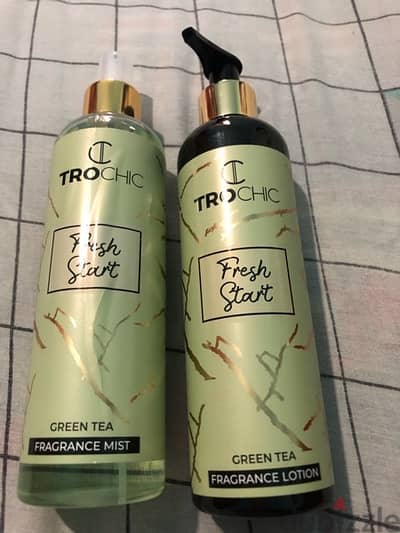 TROCHIC
Fresh
Start
GREEN TEA
FRAGRANCE MIST
TROCHIC
Fresh
Start
GREEN TEA
FRAGRANCE LOTION